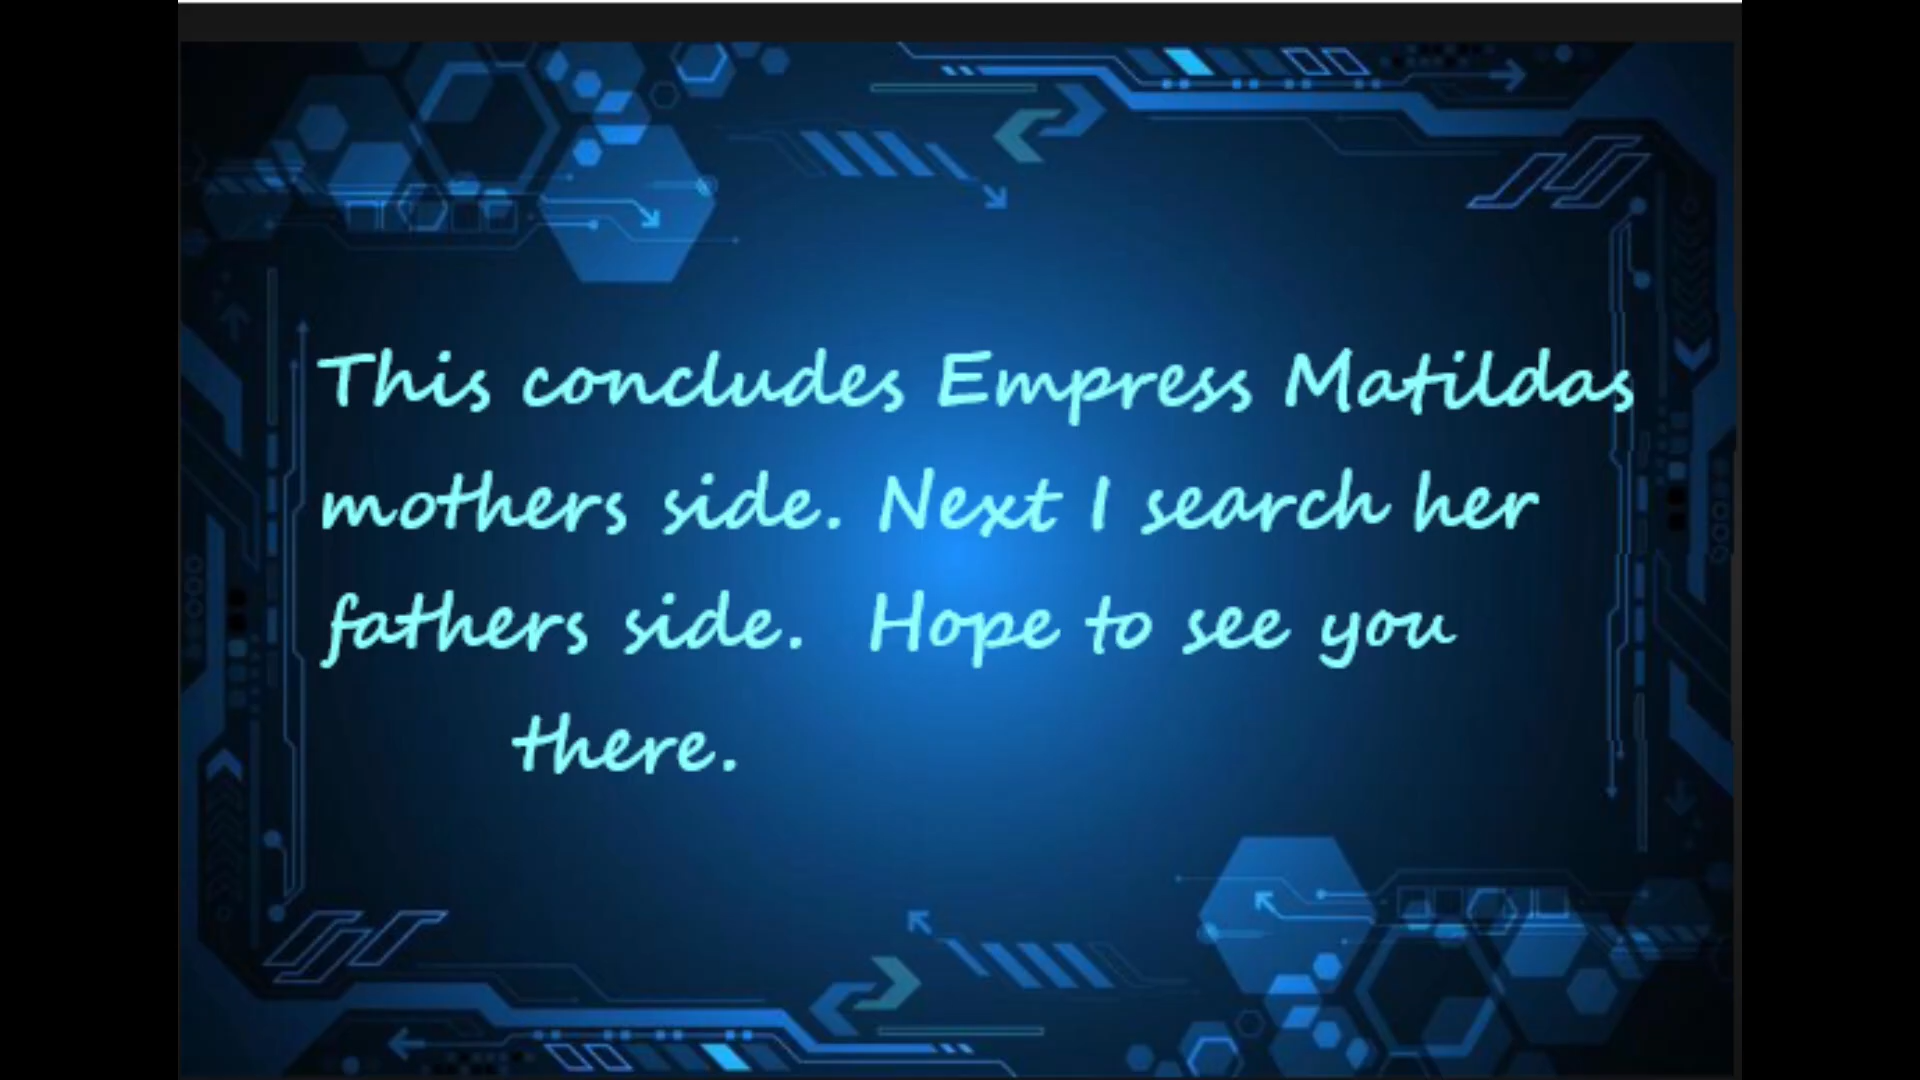 This concludes Empress Matildas
mothers side. Next I search her
fathers side. Hope to see you
there.